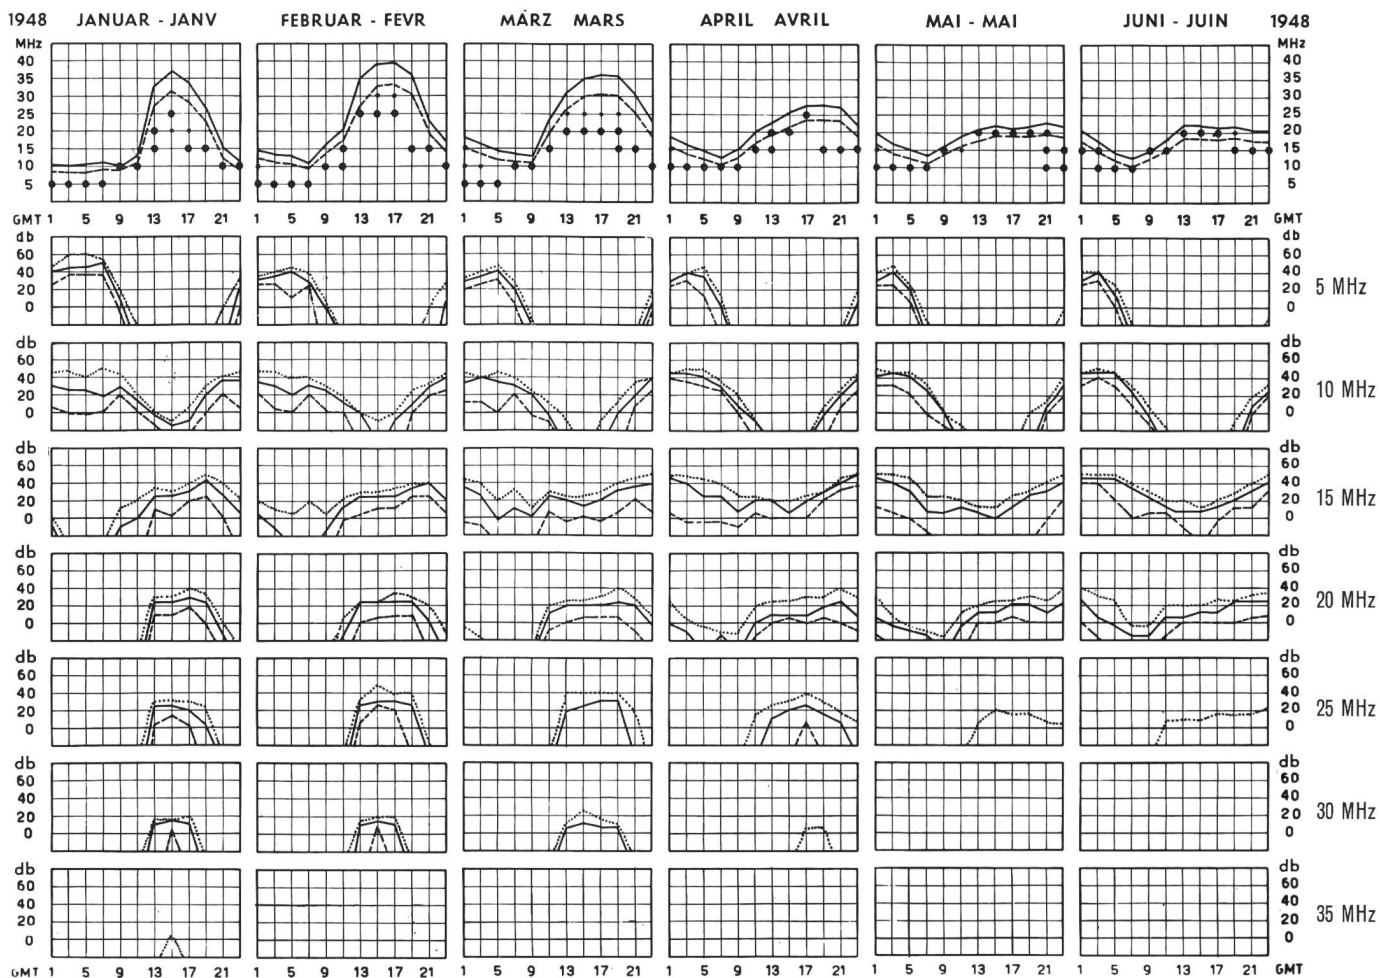 1948 JANUAR - JANV FEBRUAR - FEVR MÄRZ MARS APRIL AVRIL MAI - MAI JUNI - JUIN 1948
MHz MHz
40 40
35 35
30 30
25 25
20 20
15 15
10 10
5 5
GMT 1 5 9 13 17 21 1 5 9 13 17 21 1 5 9 13 17 21 1 5 9 13 17 21 1 5 9 13 17 21 1 5 9 13 17 21 GMT
db db
60 60
40 40
20 20 5 MHz
0 0
db db
60 60
40 40
20 20 10 MHz
0 0
db db
60 60
40 40
20 20 15 MHz
0 0
db db
60 60
40 40
20 20 20 MHz
0 0
db db
60 60
40 40
20 20 25 MHz
0 0
db db
60 60
40 40
20 20 30 MHz
0 0
db db
60 60
40 40
20 20 35 MHz
0 0
GMT 1 5 9 13 17 21 1 5 9 13 17 21 1 5 9 13 17 21 1 5 9 13 17 21 1 5 9 13 17 21 1 5 9 13 17 21 GMT